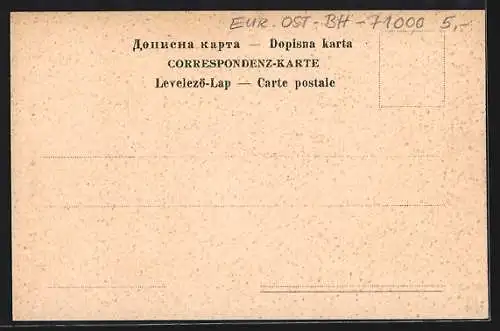 EUR.OST-BH-71000 5,-
Дописна карта — Dopisna karta
CORRESPONDENZ-KARTE
Levelező-Lap — Carte postale